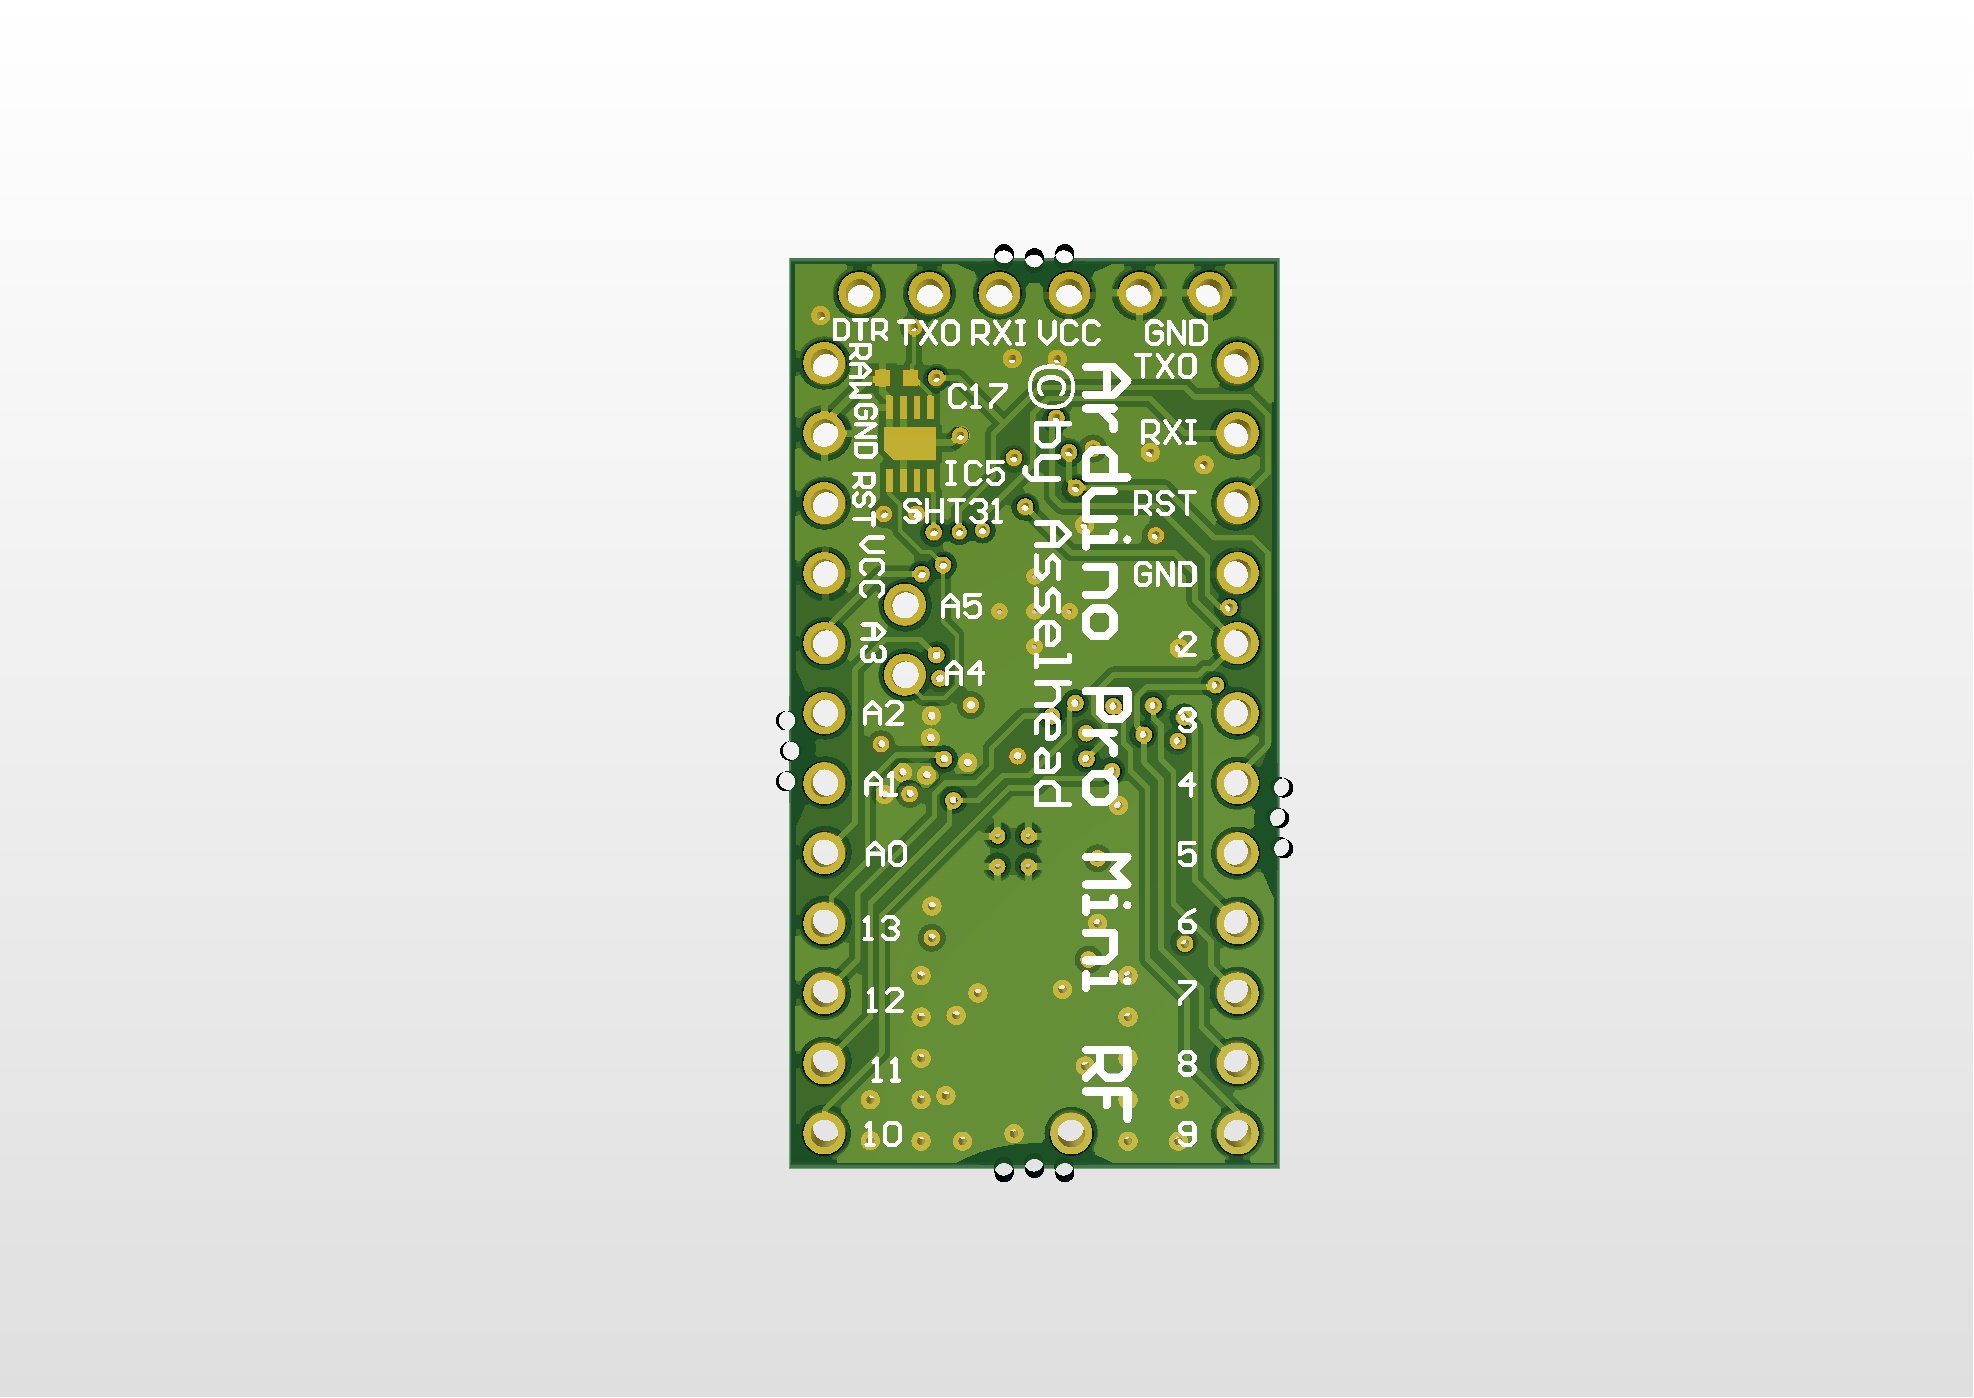 DTR TXO RXI VCC GND
RAW
GND
RST
VCC
A3
A2
A1
A0
13
12
11
10
C17
IC5
SHT31
A5
A4
©by Asselhead
Arduino Pro Mini RF
TXO
RXI
RST
GND
2
3
4
5
6
7
8
9